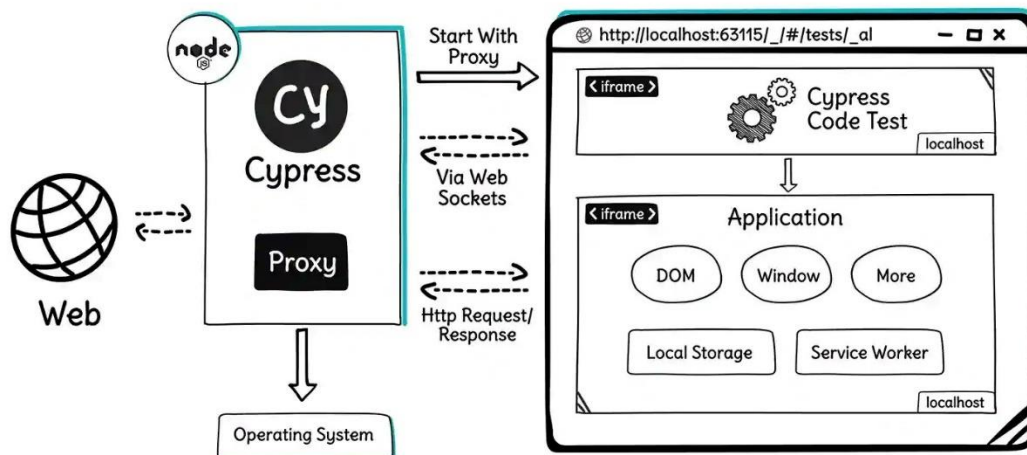 node
JS
Cy
Cypress
Proxy
Web
Operating System
Start With
Proxy
Via Web
Sockets
Http Request/
Response
http://localhost:63115/_/#/tests/_al
< iframe >
Cypress
Code Test
localhost
< iframe >
Application
DOM
Window
More
Local Storage
Service Worker
localhost